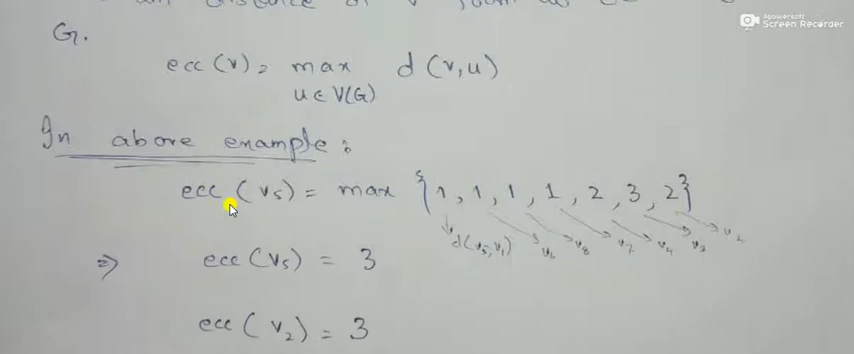 Apowersoft
Screen Recorder
G.
ecc (v) = max d (v,u)
u ∈ V(G)
In above example:
ecc (v5) = max {1, 1, 1, 1, 2, 3, 2}
d(v5, v1) v6 v8 v7 v4 v3 v2
⇒ ecc (v5) = 3
ecc (v2) = 3